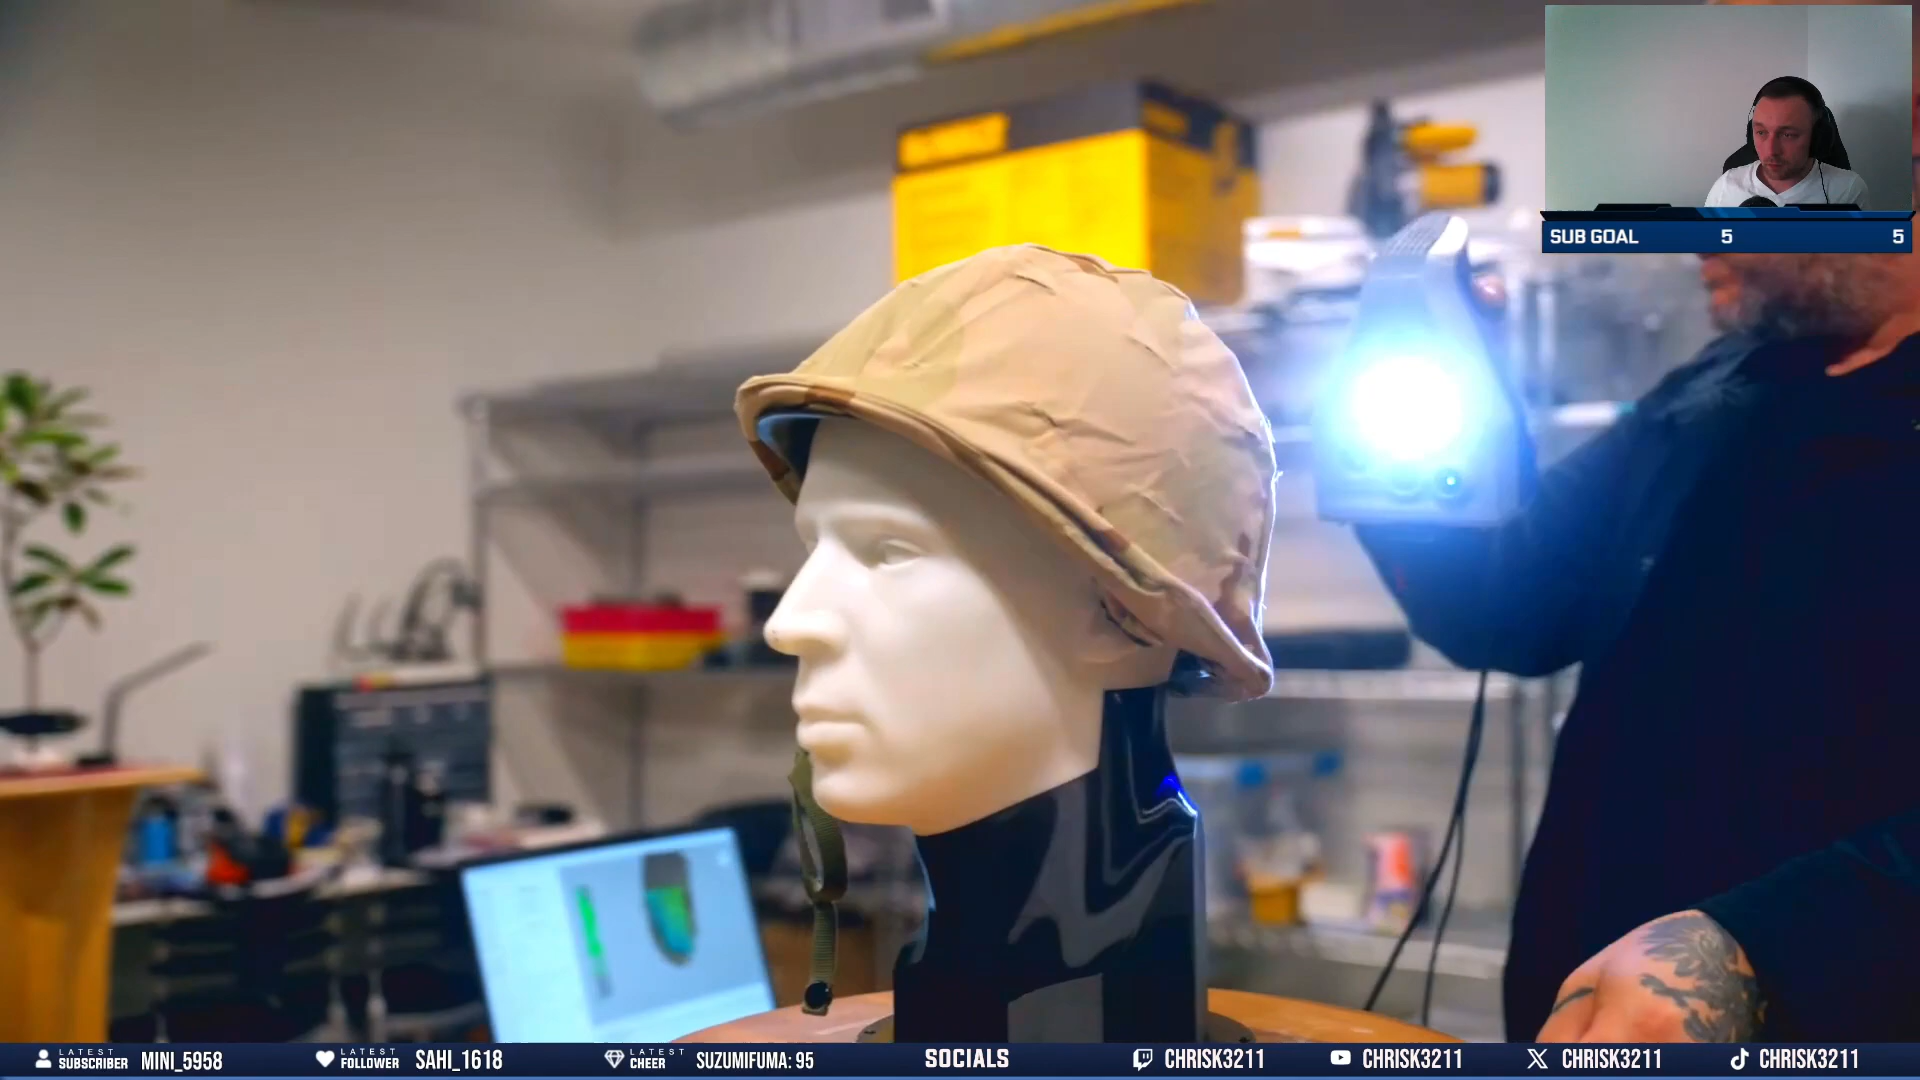 SUB GOAL 5 5
LATEST SUBSCRIBER MINI_5958
LATEST FOLLOWER SAHI_1618
LATEST CHEER SUZUMIFUMA: 95
SOCIALS
CHRISK3211
CHRISK3211
CHRISK3211
CHRISK3211